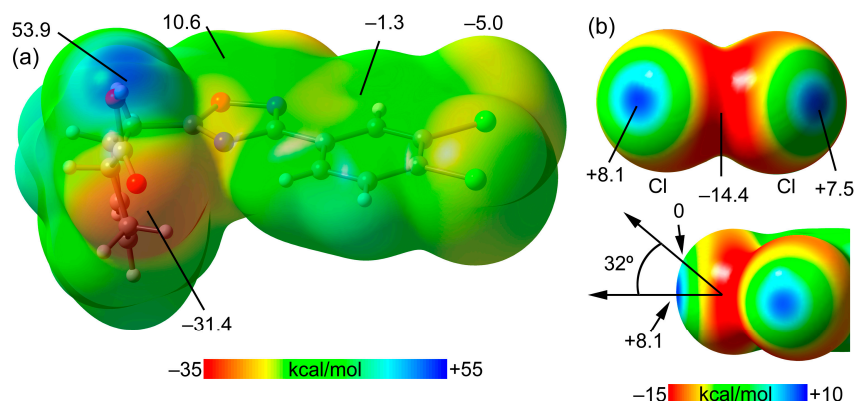 53.9
(a)
10.6
–1.3
–5.0
–31.4
–35 kcal/mol +55
(b)
+8.1
Cl
–14.4
Cl
+7.5
0
32º
+8.1
–15 kcal/mol +10